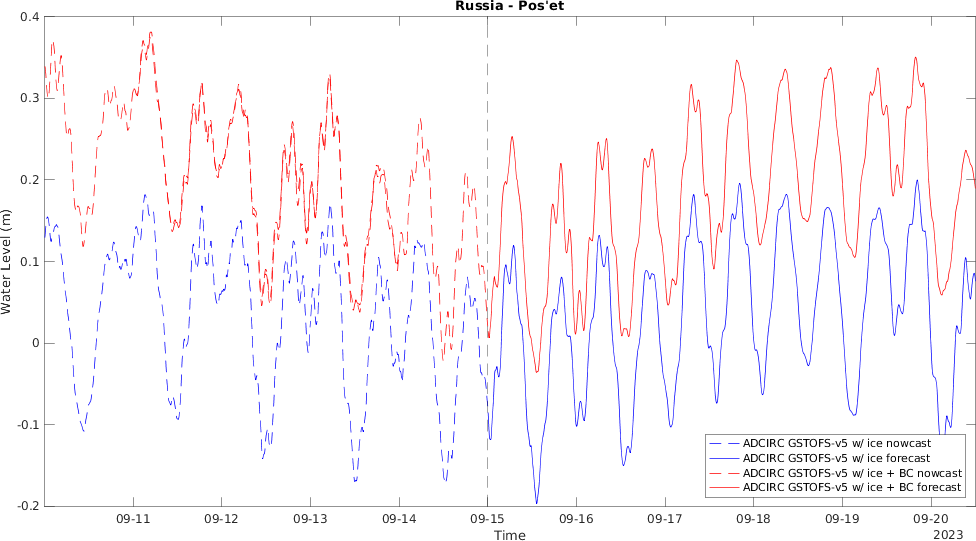 Russia - Pos'et
0.4
0.3
0.2
0.1
0
-0.1
-0.2
Water Level (m)
ADCIRC GSTOFS-v5 w/ ice nowcast
ADCIRC GSTOFS-v5 w/ ice forecast
ADCIRC GSTOFS-v5 w/ ice + BC nowcast
ADCIRC GSTOFS-v5 w/ ice + BC forecast
09-11 09-12 09-13 09-14 09-15 09-16 09-17 09-18 09-19 09-20
Time
2023